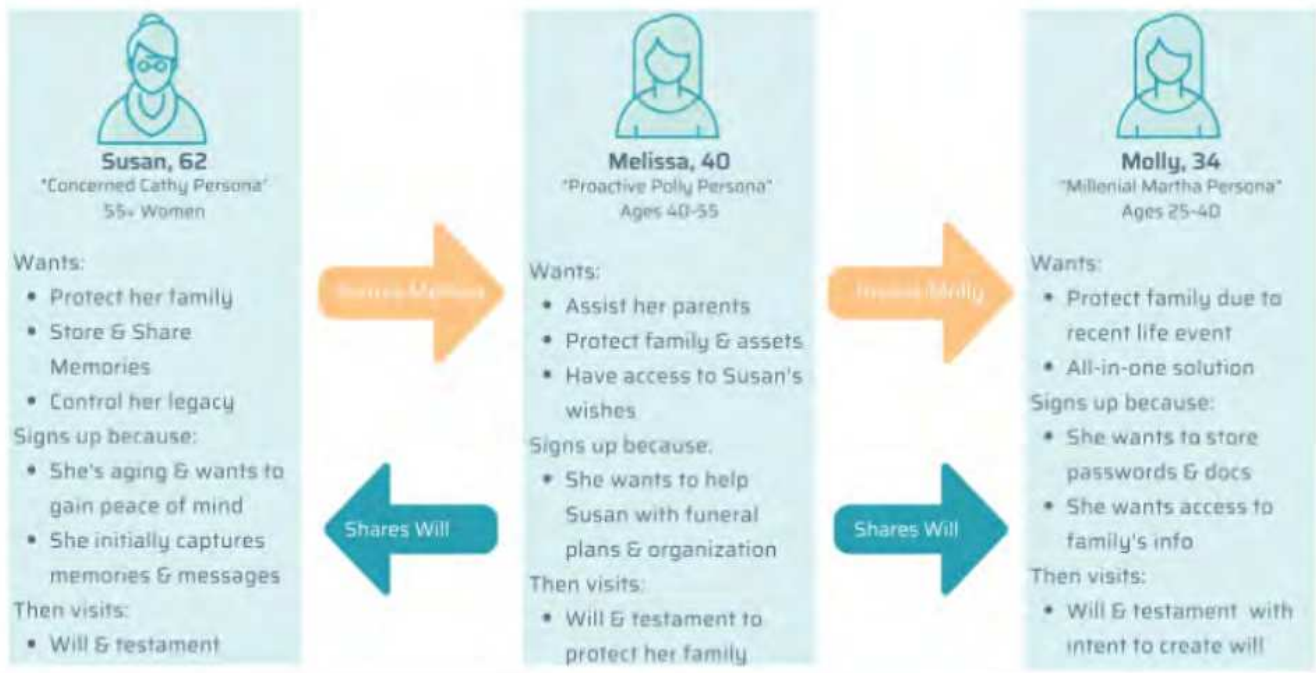 Susan, 62
"Concerned Cathy Persona"
55+ Women
Wants:
• Protect her family
• Store & Share
Memories
• Control her legacy
Signs up because:
• She's aging & wants to
gain peace of mind
• She initially captures
memories & messages
Then visits:
• Will & testament
Melissa
Shares Will
Melissa, 40
"Proactive Polly Persona"
Ages 40-55
Wants:
• Assist her parents
• Protect family & assets
• Have access to Susan's
wishes
Signs up because:
• She wants to help
Susan with funeral
plans & organization
Then visits:
• Will & testament to
protect her family
Molly
Shares Will
Molly, 34
"Millenial Martha Persona"
Ages 25-40
Wants:
• Protect family due to
recent life event
• All-in-one solution
Signs up because:
• She wants to store
passwords & docs
• She wants access to
family's info
Then visits:
• Will & testament with
intent to create will